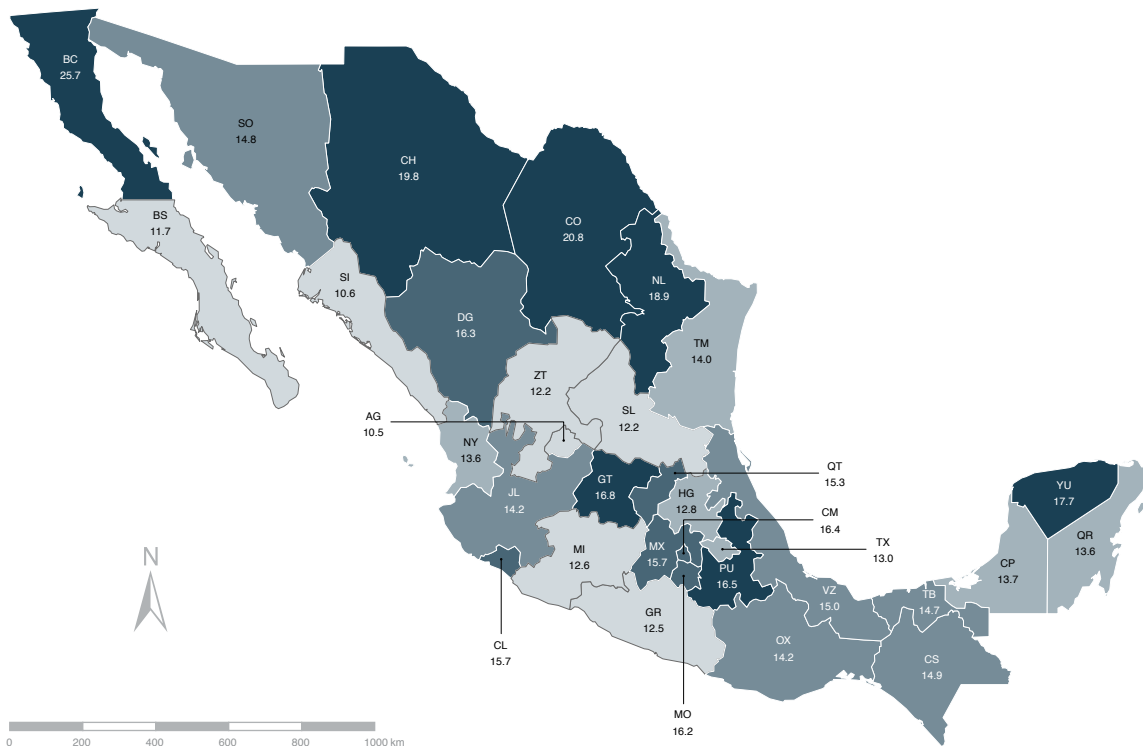 BC
25.7
SO
14.8
CH
19.8
CO
20.8
BS
11.7
SI
10.6
NL
18.9
DG
16.3
TM
14.0
ZT
12.2
SL
12.2
AG
10.5
NY
13.6
QT
15.3
GT
16.8
JL
14.2
HG
12.8
CM
16.4
YU
17.7
TX
13.0
QR
13.6
MI
12.6
MX
15.7
PU
16.5
CP
13.7
VZ
15.0
TB
14.7
GR
12.5
OX
14.2
CS
14.9
CL
15.7
MO
16.2
N
0 200 400 600 800 1000 km